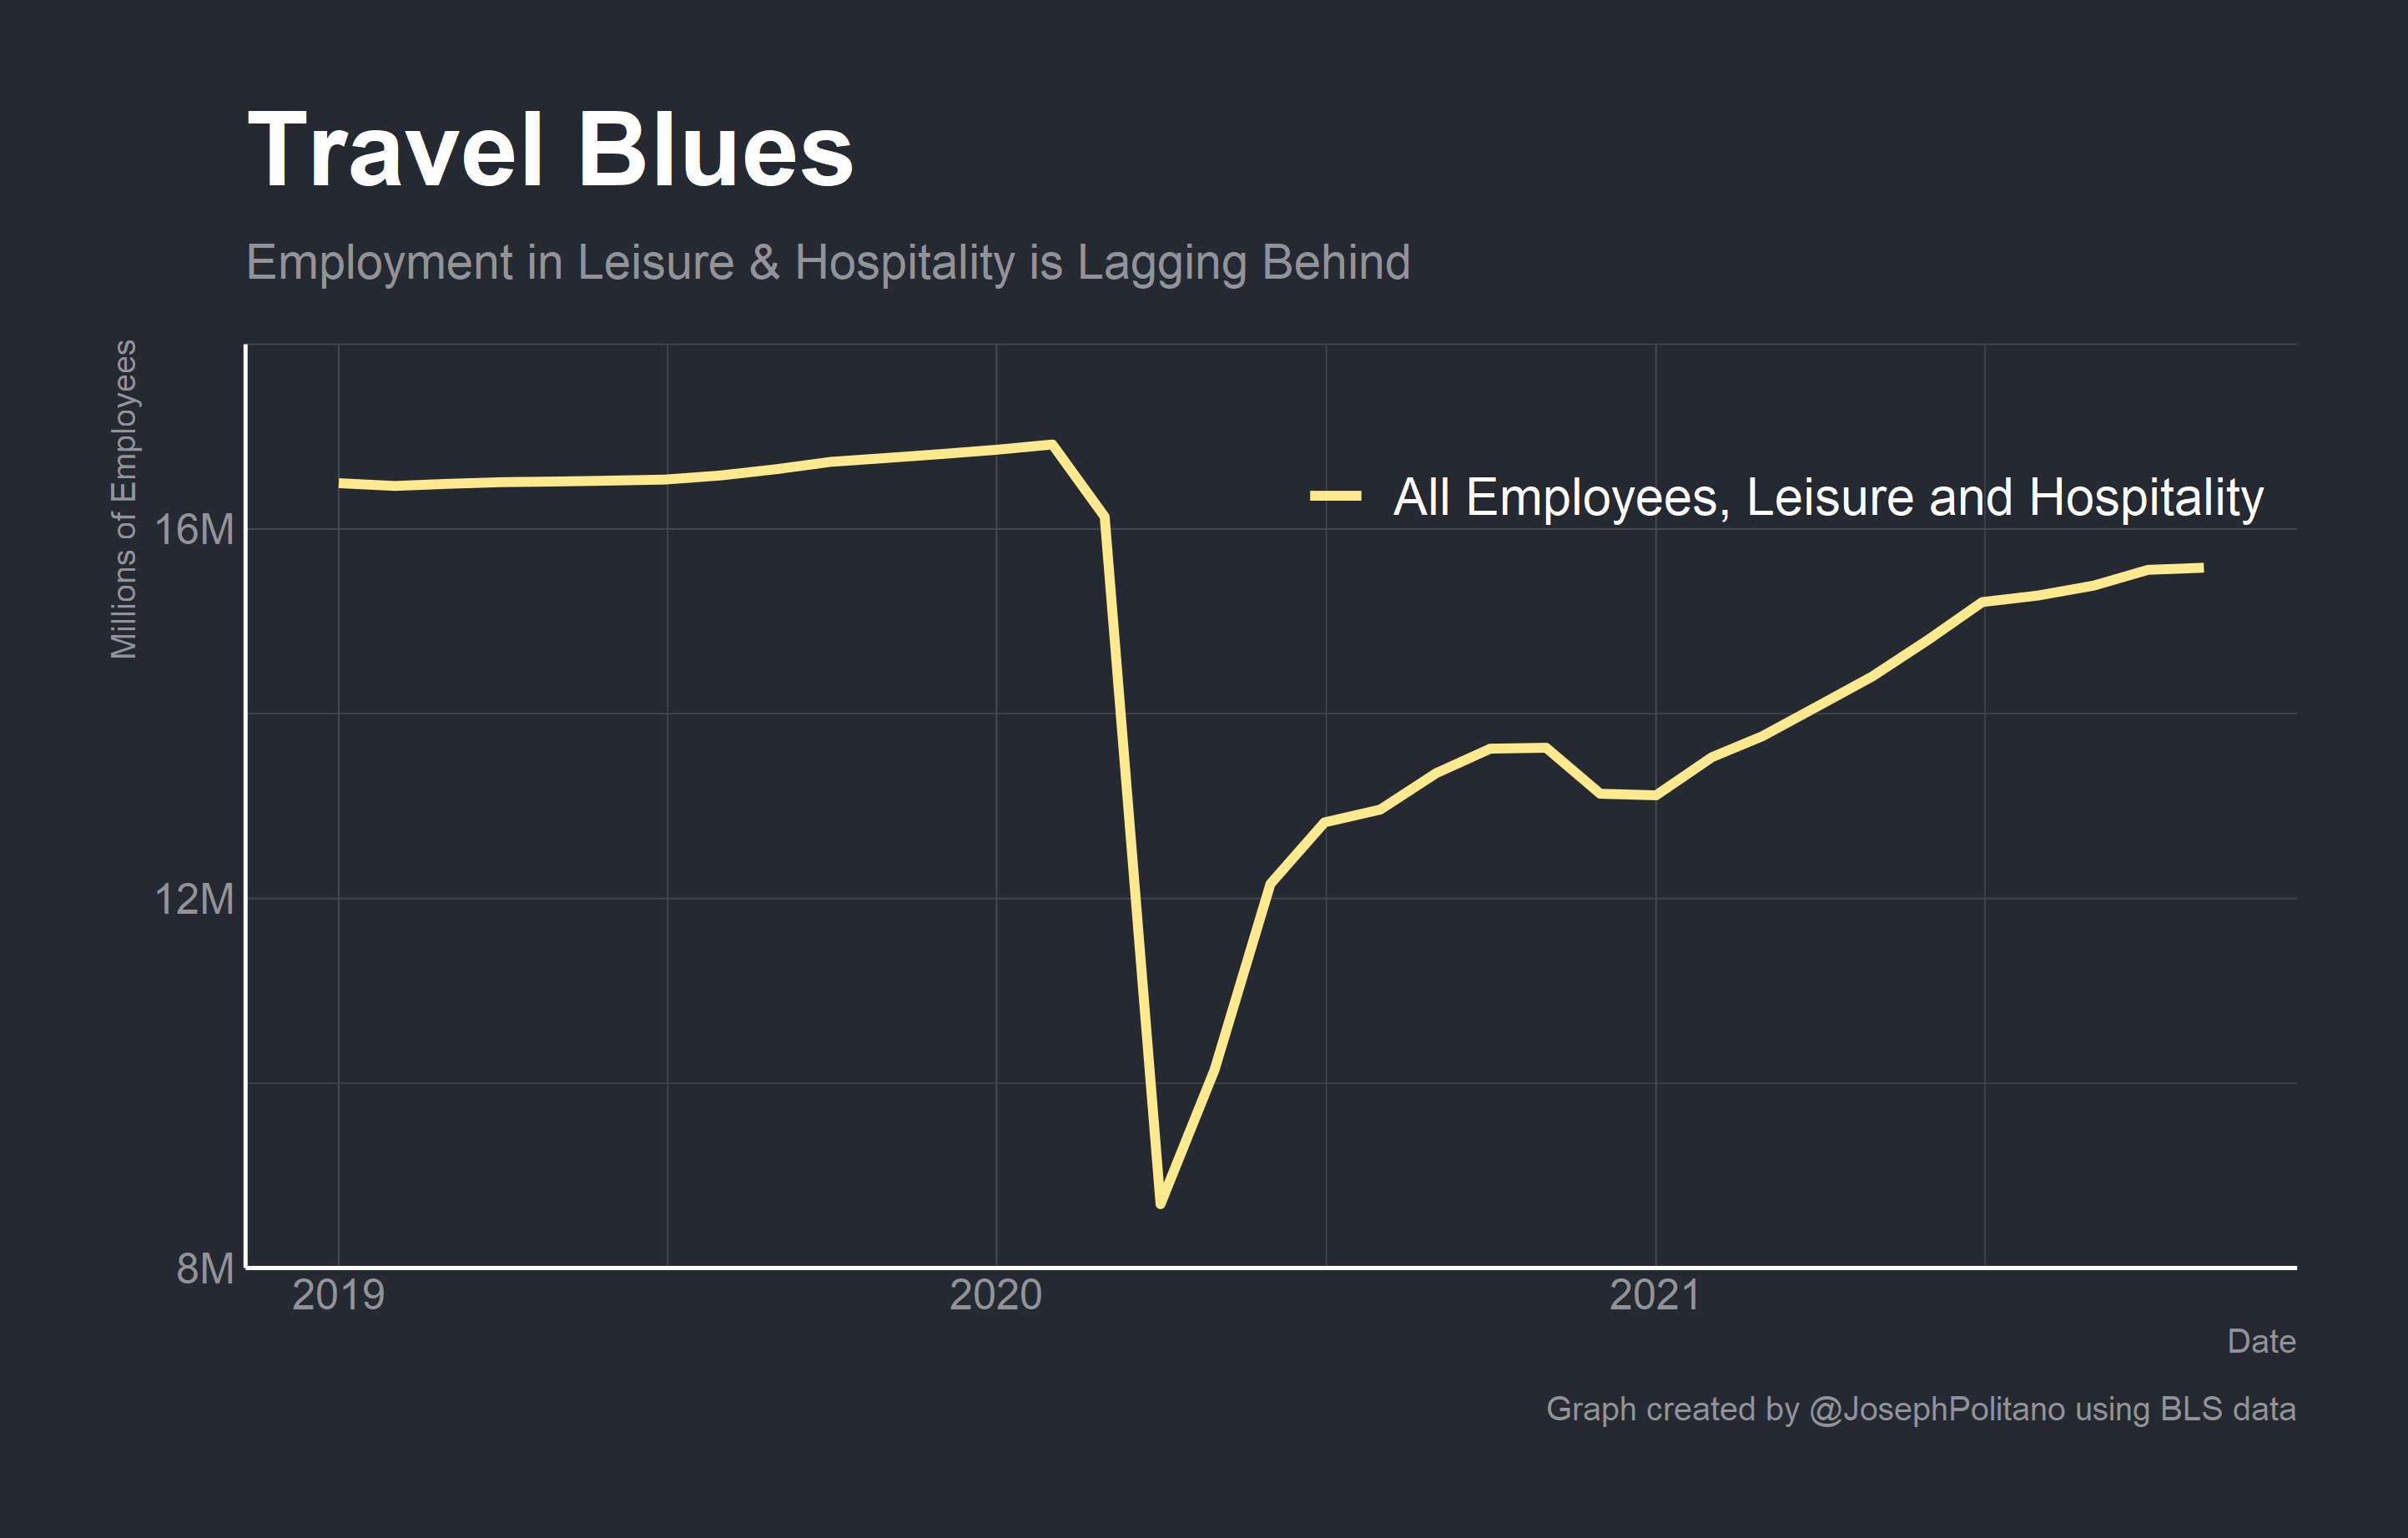 Travel Blues
Employment in Leisure & Hospitality is Lagging Behind
Millions of Employees
All Employees, Leisure and Hospitality
16M
12M
8M
2019
2020
2021
Date
Graph created by @JosephPolitano using BLS data